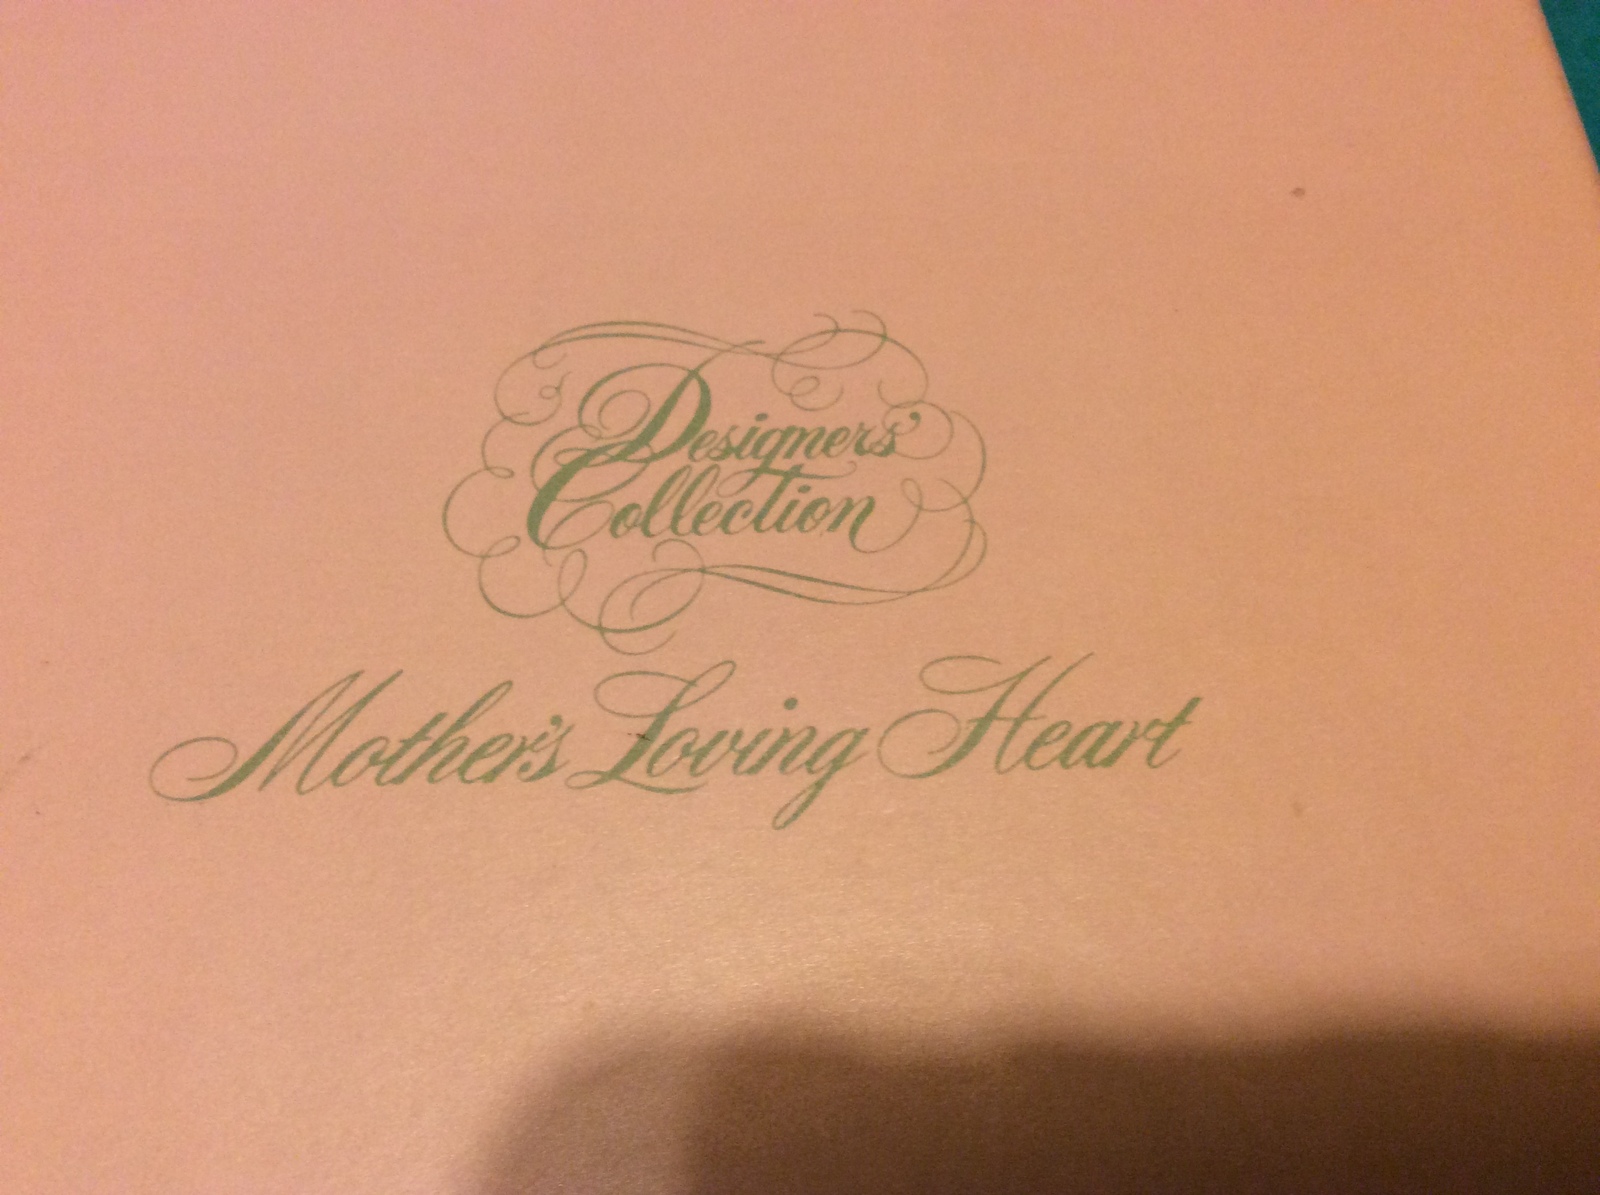 Designers'
Collection
Mother's Loving Heart